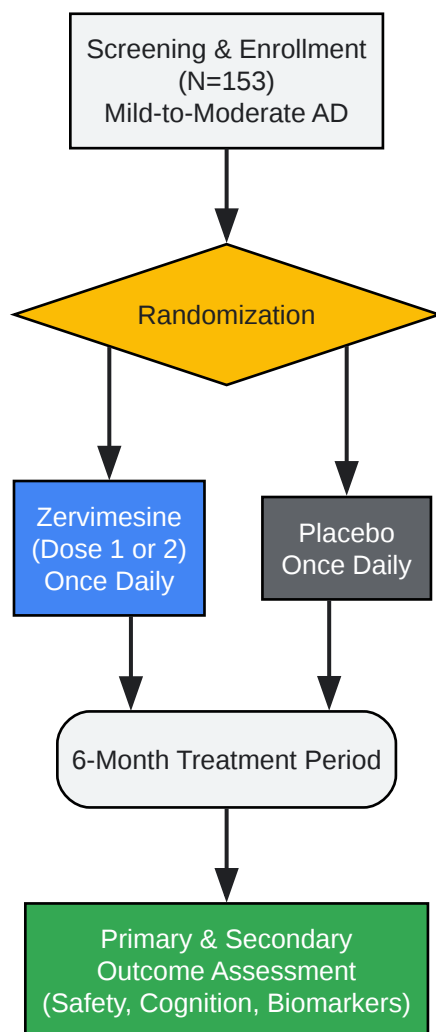 Screening & Enrollment
(N=153)
Mild-to-Moderate AD
Randomization
Zervimesine
(Dose 1 or 2)
Once Daily
Placebo
Once Daily
6-Month Treatment Period
Primary & Secondary
Outcome Assessment
(Safety, Cognition, Biomarkers)